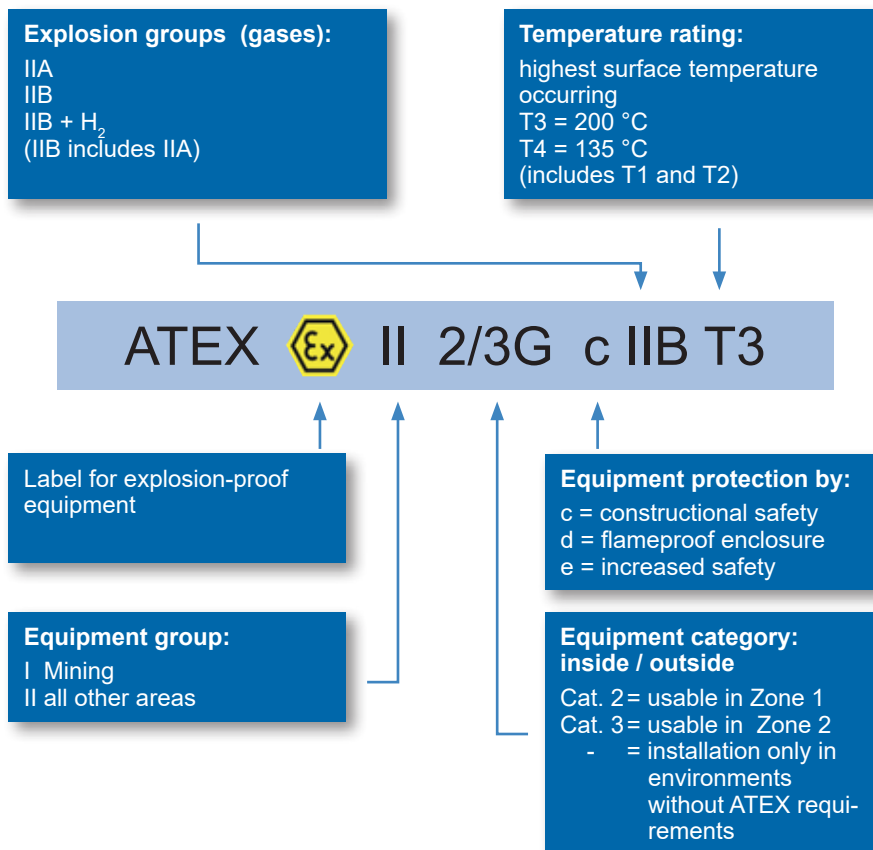 Explosion groups (gases):
IIA
IIB
IIB + H2
(IIB includes IIA)
Temperature rating:
highest surface temperature
occurring
T3 = 200 °C
T4 = 135 °C
(includes T1 and T2)
ATEX Ex II 2/3G c IIB T3
Label for explosion-proof
equipment
Equipment protection by:
c = constructional safety
d = flameproof enclosure
e = increased safety
Equipment group:
I Mining
II all other areas
Equipment category:
inside / outside
Cat. 2 = usable in Zone 1
Cat. 3 = usable in Zone 2
- = installation only in
environments
without ATEX requi-
rements